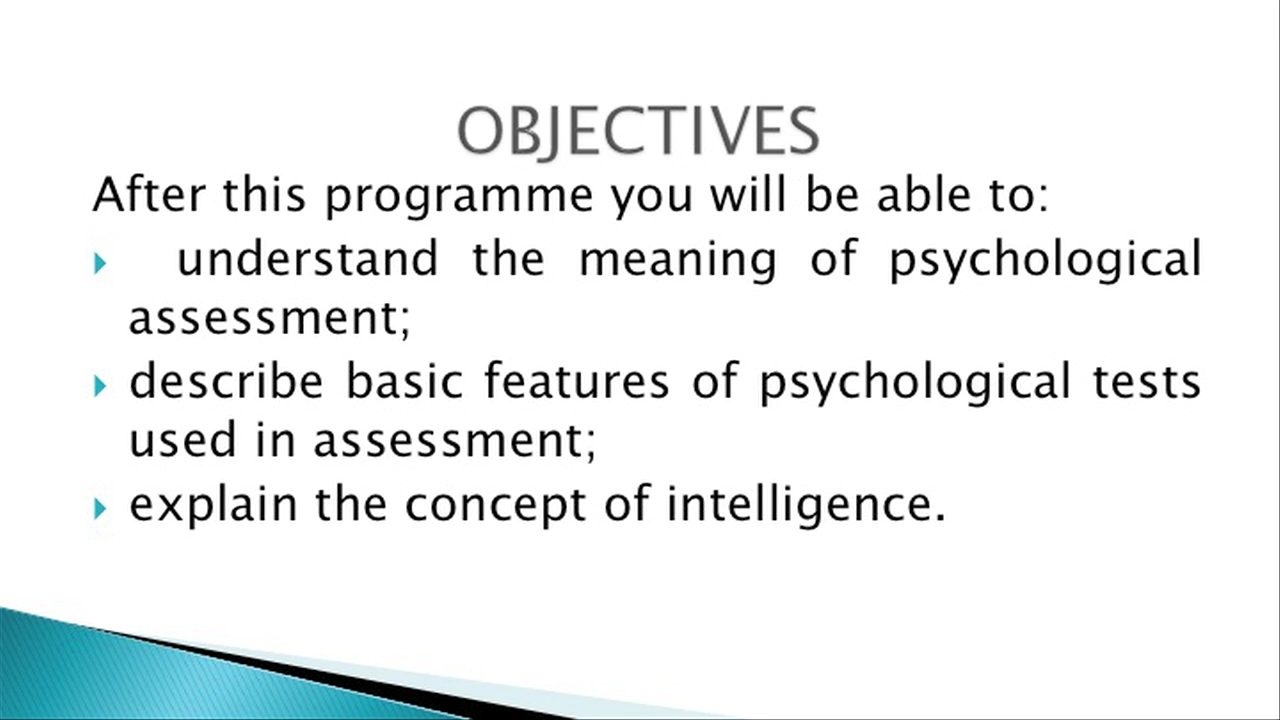 OBJECTIVES
After this programme you will be able to:
understand the meaning of psychological
assessment;
describe basic features of psychological tests
used in assessment;
explain the concept of intelligence.